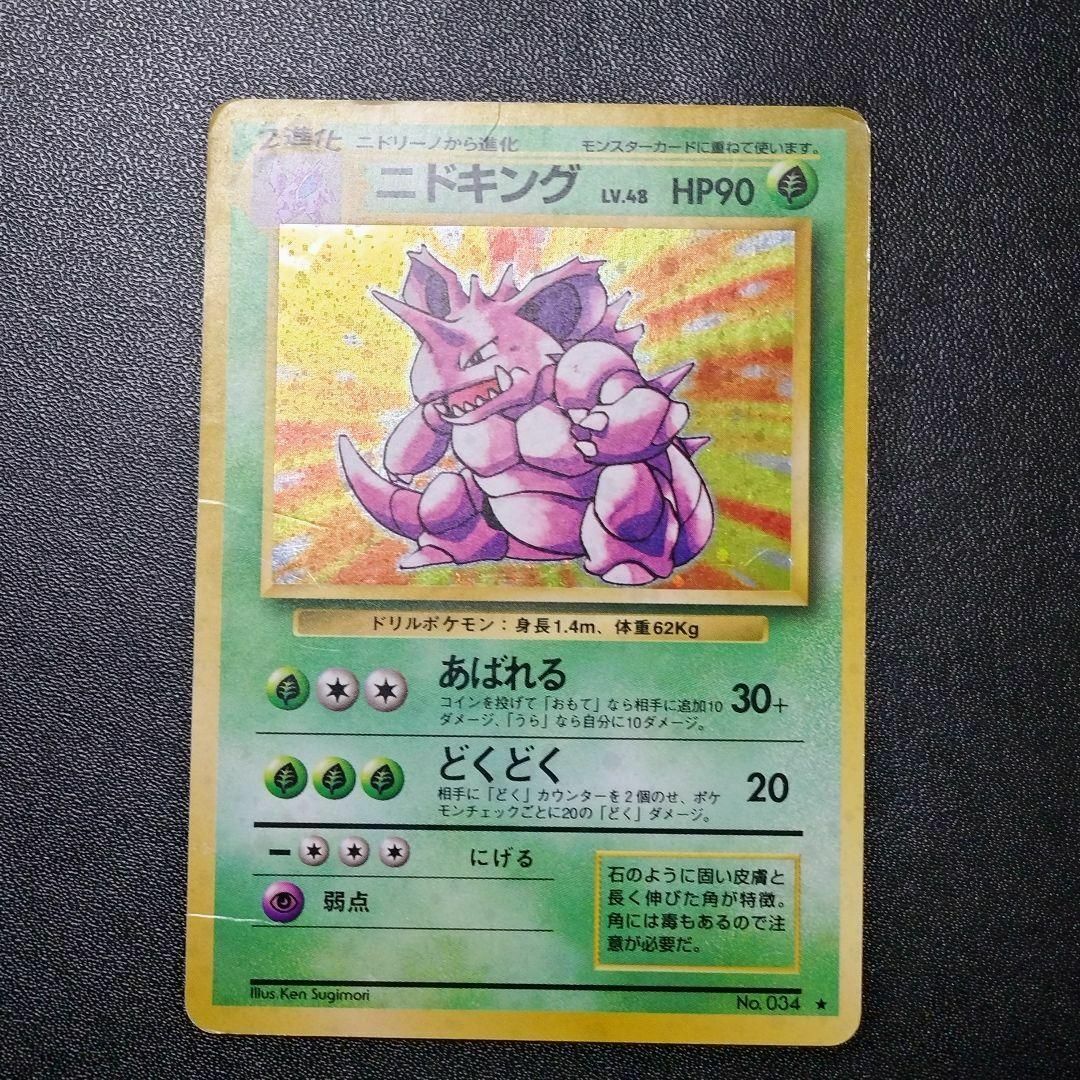 2進化 ニドリーノから進化 モンスターカードに重ねて使います。
ニドキング LV.48 HP90
ドリルポケモン：身長1.4m、体重62Kg
あばれる
コインを投げて「おもて」なら相手に追加10
ダメージ、「うら」なら自分に10ダメージ。
30+
どくどく
相手に「どく」カウンターを2個のせ、ポケ
モンチェックごとに20の「どく」ダメージ。
20
にげる
弱点
石のように固い皮膚と
長く伸びた角が特徴。
角には毒もあるので注
意が必要だ。
Illus. Ken Sugimori
No. 034 ★